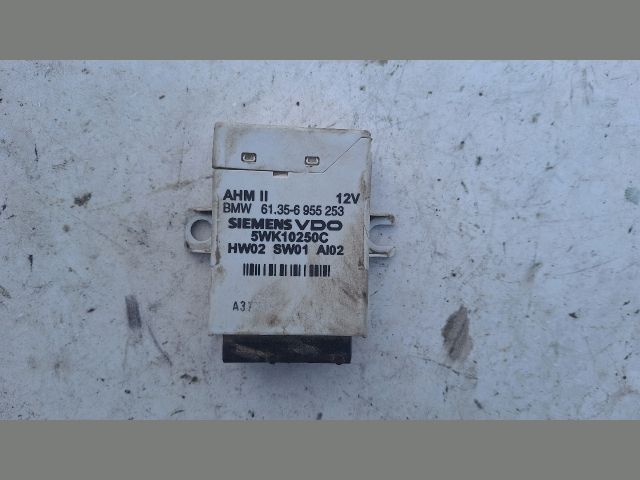 AHM II 12V
BMW 61.35-6 955 253
SIEMENS VDO
5WK10250C
HW02 SW01 AI02
A37